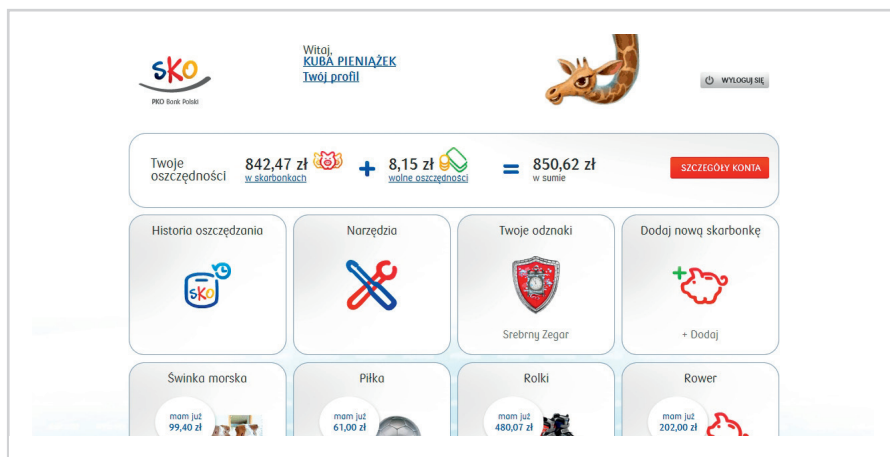 sko
PKO Bank Polski
Witaj,
KUBA PIENIĄŻEK
Twój profil
WYLOGUJ SIĘ
Twoje
oszczędności
842,47 zł
w skarbonkach
+
8,15 zł
wolne oszczędności
=
850,62 zł
w sumie
SZCZEGÓŁY KONTA
Historia oszczędzania
sko
Narzędzia
Twoje odznaki
Srebrny Zegar
Dodaj nową skarbonkę
+ Dodaj
Świnka morska
mam już
99,40 zł
Piłka
mam już
61,00 zł
Rolki
mam już
480,07 zł
Rower
mam już
202,00 zł